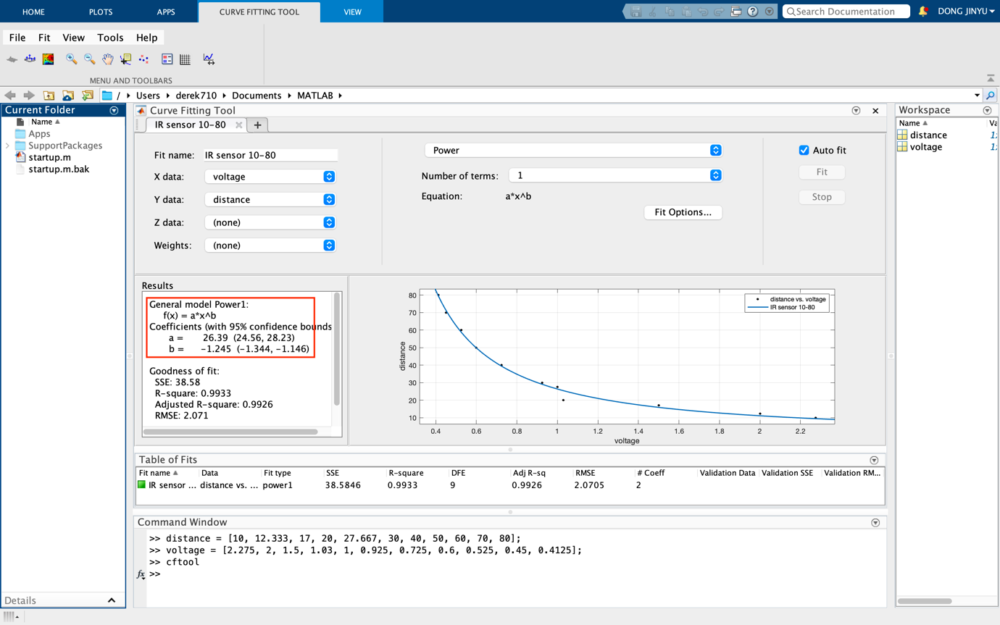 HOME PLOTS APPS CURVE FITTING TOOL VIEW Search Documentation DONG JINYU
File Fit View Tools Help
MENU AND TOOLBARS
/ Users derek710 Documents MATLAB
Current Folder
Name
Apps
SupportPackages
startup.m
startup.m.bak
Details
Curve Fitting Tool
IR sensor 10-80
Fit name: IR sensor 10-80
X data: voltage
Y data: distance
Z data: (none)
Weights: (none)
Power
Number of terms: 1
Equation: a*x^b
Fit Options...
Auto fit
Fit
Stop
Results
General model Power1:
f(x) = a*x^b
Coefficients (with 95% confidence bounds
a = 26.39 (24.56, 28.23)
b = -1.245 (-1.344, -1.146)
Goodness of fit:
SSE: 38.58
R-square: 0.9933
Adjusted R-square: 0.9926
RMSE: 2.071
distance vs. voltage
IR sensor 10-80
80
70
60
50
40
30
20
10
distance
0.4 0.6 0.8 1 1.2 1.4 1.6 1.8 2 2.2
voltage
Table of Fits
Fit name Data Fit type SSE R-square DFE Adj R-sq RMSE # Coeff Validation Data Validation SSE Validation RM...
IR sensor ... distance vs. ... power1 38.5846 0.9933 9 0.9926 2.0705 2
Command Window
>> distance = [10, 12.333, 17, 20, 27.667, 30, 40, 50, 60, 70, 80];
>> voltage = [2.275, 2, 1.5, 1.03, 1, 0.925, 0.725, 0.6, 0.525, 0.45, 0.4125];
>> cftool
fx >>
Workspace
Name Va
distance 1
voltage 1